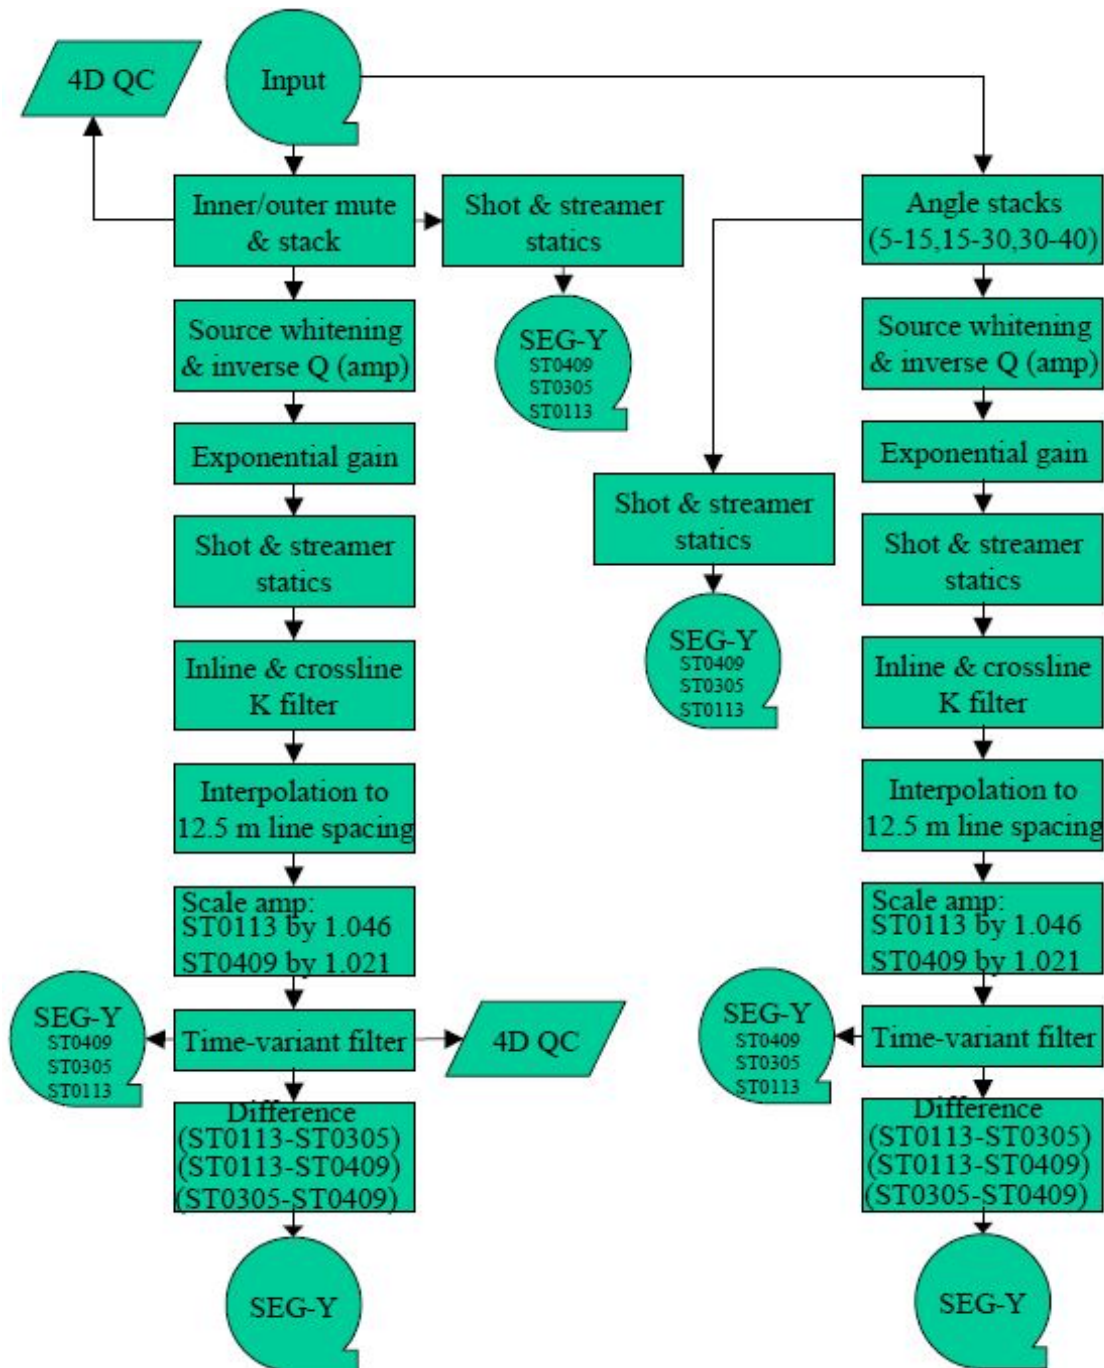 4D QC
Input
Inner/outer mute
& stack
Shot & streamer
statics
SEG-Y
ST0409
ST0305
ST0113
Source whitening
& inverse Q (amp)
Exponential gain
Shot & streamer
statics
Inline & crossline
K filter
Interpolation to
12.5 m line spacing
Scale amp:
ST0113 by 1.046
ST0409 by 1.021
Time-variant filter
SEG-Y
ST0409
ST0305
ST0113
4D QC
Difference
(ST0113-ST0305)
(ST0113-ST0409)
(ST0305-ST0409)
SEG-Y
Angle stacks
(5-15,15-30,30-40)
Shot & streamer
statics
SEG-Y
ST0409
ST0305
ST0113
Source whitening
& inverse Q (amp)
Exponential gain
Shot & streamer
statics
Inline & crossline
K filter
Interpolation to
12.5 m line spacing
Scale amp:
ST0113 by 1.046
ST0409 by 1.021
Time-variant filter
SEG-Y
ST0409
ST0305
ST0113
Difference
(ST0113-ST0305)
(ST0113-ST0409)
(ST0305-ST0409)
SEG-Y